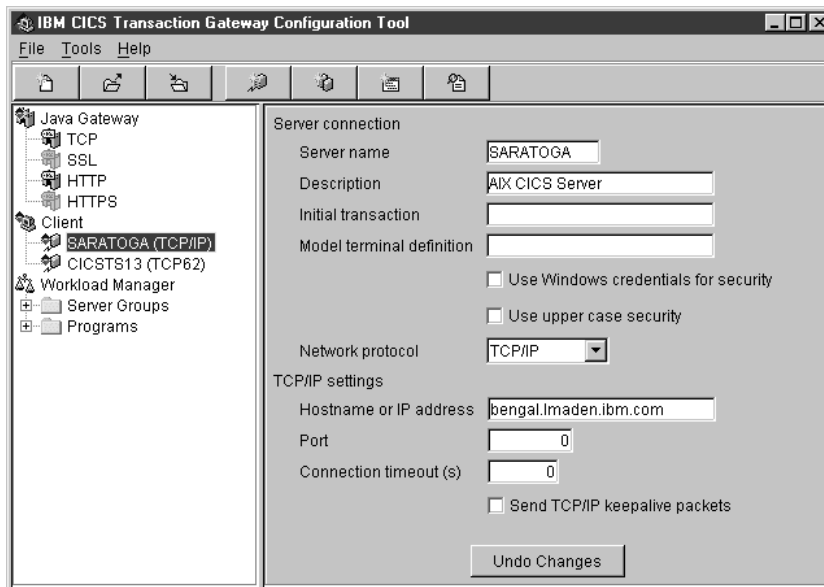 IBM CICS Transaction Gateway Configuration Tool
File Tools Help
Java Gateway
TCP
SSL
HTTP
HTTPS
Client
SARATOGA (TCP/IP)
CICSTS13 (TCP62)
Workload Manager
Server Groups
Programs
Server connection
Server name SARATOGA
Description AIX CICS Server
Initial transaction
Model terminal definition
Use Windows credentials for security
Use upper case security
Network protocol TCP/IP
TCP/IP settings
Hostname or IP address bengal.lmaden.ibm.com
Port 0
Connection timeout (s) 0
Send TCP/IP keepalive packets
Undo Changes